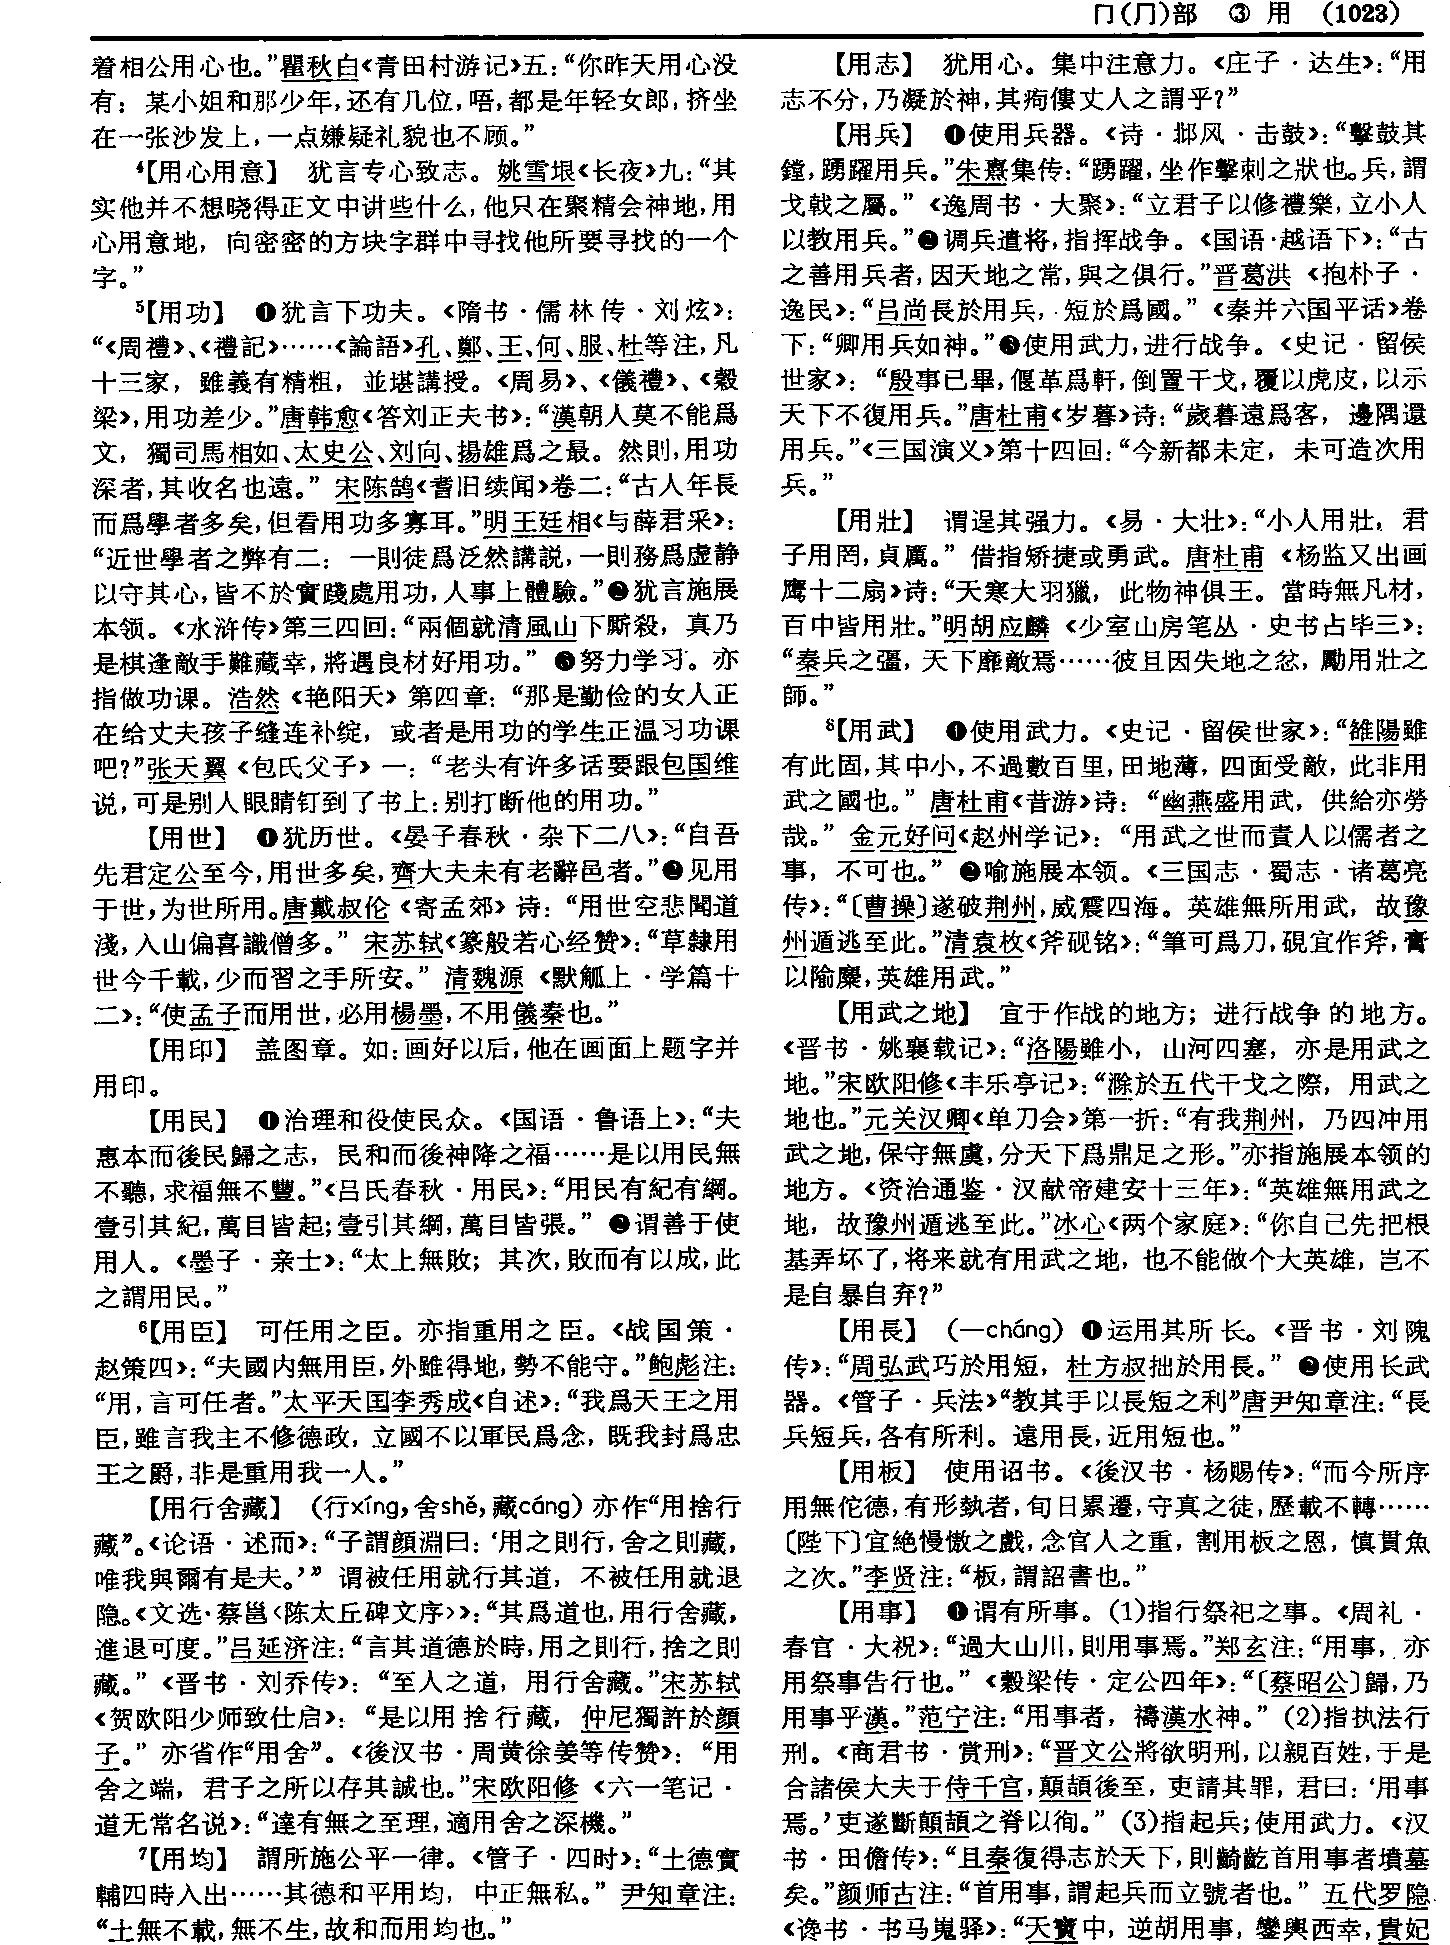 冂(⺆)部　③　用　(1023)
着相公用心也。”瞿秋白《青田村游记》五：“你昨天用心没
有：某小姐和那少年，还有几位，唔，都是年轻女郎，挤坐
在一张沙发上，一点嫌疑礼貌也不顾。”
⁴【用心用意】　犹言专心致志。姚雪垠《长夜》九：“其
实他并不想晓得正文中讲些什么，他只在聚精会神地，用
心用意地，向密密的方块字群中寻找他所要寻找的一个
字。”
⁵【用功】　❶犹言下功夫。《隋书·儒林传·刘炫》：
“《周禮》、《禮記》……《論語》孔、鄭、王、何、服、杜等注，凡
十三家，雖義有精粗，並堪講授。《周易》、《儀禮》、《穀
梁》，用功差少。”唐韩愈《答刘正夫书》：“漢朝人莫不能爲
文，獨司馬相如、太史公、刘向、揚雄爲之最。然則，用功
深者，其收名也遠。”宋陈鹄《耆旧续闻》卷二：“古人年長
而爲學者多矣，但看用功多寡耳。”明王廷相《与薛君采》：
“近世學者之弊有二：一則徒爲泛然講説，一則務爲虚静
以守其心，皆不於實踐處用功，人事上體驗。”❷犹言施展
本领。《水浒传》第三四回：“兩個就清風山下厮殺，真乃
是棋逢敵手難藏幸，將遇良材好用功。”❸努力学习。亦
指做功课。浩然《艳阳天》第四章：“那是勤俭的女人正
在给丈夫孩子缝连补绽，或者是用功的学生正温习功课
吧？”张天翼《包氏父子》一：“老头有许多话要跟包国维
说，可是别人眼睛钉到了书上：别打断他的用功。”
【用世】　❶犹历世。《晏子春秋·杂下二八》：“自吾
先君定公至今，用世多矣，齊大夫未有老辭邑者。”❷见用
于世，为世所用。唐戴叔伦《寄孟郊》诗：“用世空悲聞道
淺，入山偏喜識僧多。”宋苏轼《篆般若心经赞》：“草隸用
世今千載，少而習之手所安。”清魏源《默觚上·学篇十
二》：“使孟子而用世，必用楊墨，不用儀秦也。”
【用印】　盖图章。如：画好以后，他在画面上题字并
用印。
【用民】　❶治理和役使民众。《国语·鲁语上》：“夫
惠本而後民歸之志，民和而後神降之福……是以用民無
不聽，求福無不豐。”《吕氏春秋·用民》：“用民有紀有綱。
壹引其紀，萬目皆起；壹引其綱，萬目皆張。”❷谓善于使
用人。《墨子·亲士》：“太上無敗；其次，敗而有以成，此
之謂用民。”
⁶【用臣】　可任用之臣。亦指重用之臣。《战国策·
赵策四》：“夫國内無用臣，外雖得地，勢不能守。”鲍彪注：
“用，言可任者。”太平天国李秀成《自述》：“我爲天王之用
臣，雖言我主不修德政，立國不以軍民爲念，既我封爲忠
王之爵，非是重用我一人。”
【用行舍藏】　（行xíng，舍shě，藏cáng）亦作“用捨行
藏”。《论语·述而》：“子謂顔淵曰：‘用之則行，舍之則藏，
唯我與爾有是夫。’”谓被任用就行其道，不被任用就退
隐。《文选·蔡邕〈陈太丘碑文序〉》：“其爲道也，用行舍藏，
進退可度。”吕延济注：“言其道德於時，用之則行，捨之則
藏。”《晋书·刘乔传》：“至人之道，用行舍藏。”宋苏轼
《贺欧阳少师致仕启》：“是以用捨行藏，仲尼獨許於顔
子。”亦省作“用舍”。《後汉书·周黄徐姜等传赞》：“用
舍之端，君子之所以存其誠也。”宋欧阳修《六一笔记·
道无常名说》：“達有無之至理，適用舍之深機。”
⁷【用均】　謂所施公平一律。《管子·四时》：“土德實
輔四時入出……其德和平用均，中正無私。”尹知章注：
“土無不載，無不生，故和而用均也。”
【用志】　犹用心。集中注意力。《庄子·达生》：“用
志不分，乃凝於神，其痀僂丈人之謂乎？”
【用兵】　❶使用兵器。《诗·邶风·击鼓》：“擊鼓其
鏜，踴躍用兵。”朱熹集传：“踴躍，坐作擊刺之狀也。兵，謂
戈戟之屬。”《逸周书·大聚》：“立君子以修禮樂，立小人
以教用兵。”❷调兵遣将，指挥战争。《国语·越语下》：“古
之善用兵者，因天地之常，與之俱行。”晋葛洪《抱朴子·
逸民》：“吕尚長於用兵，短於爲國。”《秦并六国平话》卷
下：“卿用兵如神。”❸使用武力，进行战争。《史记·留侯
世家》：“殷事已畢，偃革爲軒，倒置干戈，覆以虎皮，以示
天下不復用兵。”唐杜甫《岁暮》诗：“歲暮遠爲客，邊隅還
用兵。”《三国演义》第十四回：“今新都未定，未可造次用
兵。”
【用壯】　谓逞其强力。《易·大壮》：“小人用壯，君
子用罔，貞厲。”借指矫捷或勇武。唐杜甫《杨监又出画
鹰十二扇》诗：“天寒大羽獵，此物神俱王。當時無凡材，
百中皆用壯。”明胡应麟《少室山房笔丛·史书占毕三》：
“秦兵之彊，天下靡敵焉……彼且因失地之忿，勵用壯之
師。”
⁸【用武】　❶使用武力。《史记·留侯世家》：“雒陽雖
有此固，其中小，不過數百里，田地薄，四面受敵，此非用
武之國也。”唐杜甫《昔游》诗：“幽燕盛用武，供給亦勞
哉。”金元好问《赵州学记》：“用武之世而責人以儒者之
事，不可也。”❷喻施展本领。《三国志·蜀志·诸葛亮
传》：“〔曹操〕遂破荆州，威震四海。英雄無所用武，故豫
州遁逃至此。”清袁枚《斧砚铭》：“筆可爲刀，硯宜作斧，膏
以隃麋，英雄用武。”
【用武之地】　宜于作战的地方；进行战争的地方。
《晋书·姚襄载记》：“洛陽雖小，山河四塞，亦是用武之
地。”宋欧阳修《丰乐亭记》：“滁於五代干戈之際，用武之
地也。”元关汉卿《单刀会》第一折：“有我荆州，乃四冲用
武之地，保守無虞，分天下爲鼎足之形。”亦指施展本领的
地方。《资治通鉴·汉献帝建安十三年》：“英雄無用武之
地，故豫州遁逃至此。”冰心《两个家庭》：“你自己先把根
基弄坏了，将来就有用武之地，也不能做个大英雄，岂不
是自暴自弃？”
【用長】　（—cháng）❶运用其所长。《晋书·刘隗
传》：“周弘武巧於用短，杜方叔拙於用長。”❷使用长武
器。《管子·兵法》“教其手以長短之利”唐尹知章注：“長
兵短兵，各有所利。遠用長，近用短也。”
【用板】　使用诏书。《後汉书·杨赐传》：“而今所序
用無佗德，有形埶者，旬日累遷，守真之徒，歷載不轉……
〔陛下〕宜絶慢慠之戲，念官人之重，割用板之恩，慎貫魚
之次。”李贤注：“板，謂詔書也。”
【用事】　❶谓有所事。(1)指行祭祀之事。《周礼·
春官·大祝》：“過大山川，則用事焉。”郑玄注：“用事，亦
用祭事告行也。”《穀梁传·定公四年》：“〔蔡昭公〕歸，乃
用事乎漢。”范宁注：“用事者，禱漢水神。”(2)指执法行
刑。《商君书·赏刑》：“晋文公將欲明刑，以親百姓，于是
合諸侯大夫于侍千宫，顛頡後至，吏請其罪，君曰：‘用事
焉。’吏遂斷顛頡之脊以徇。”(3)指起兵；使用武力。《汉
书·田儋传》：“且秦復得志於天下，則齮齕首用事者墳墓
矣。”颜师古注：“首用事，謂起兵而立號者也。”五代罗隐
《谗书·书马嵬驿》：“天寶中，逆胡用事，鑾輿西幸，貴妃